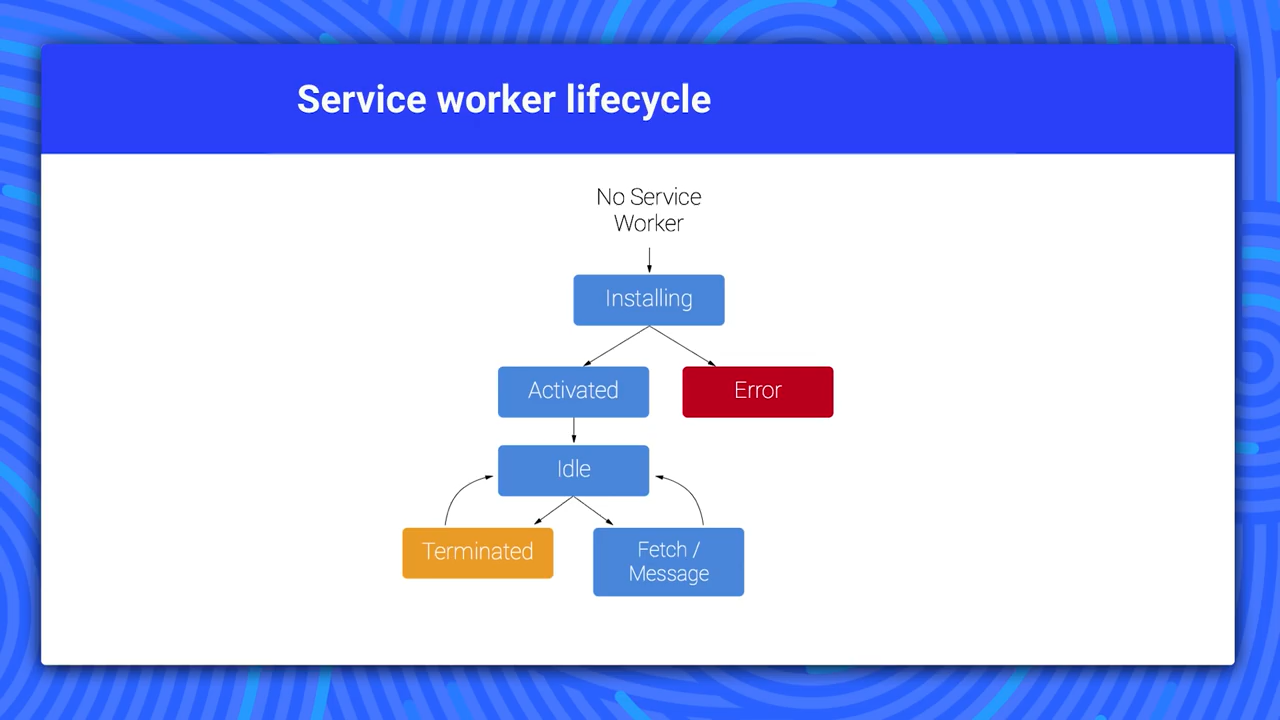 Service worker lifecycle
No Service
Worker
Installing
Activated
Error
Idle
Terminated
Fetch /
Message